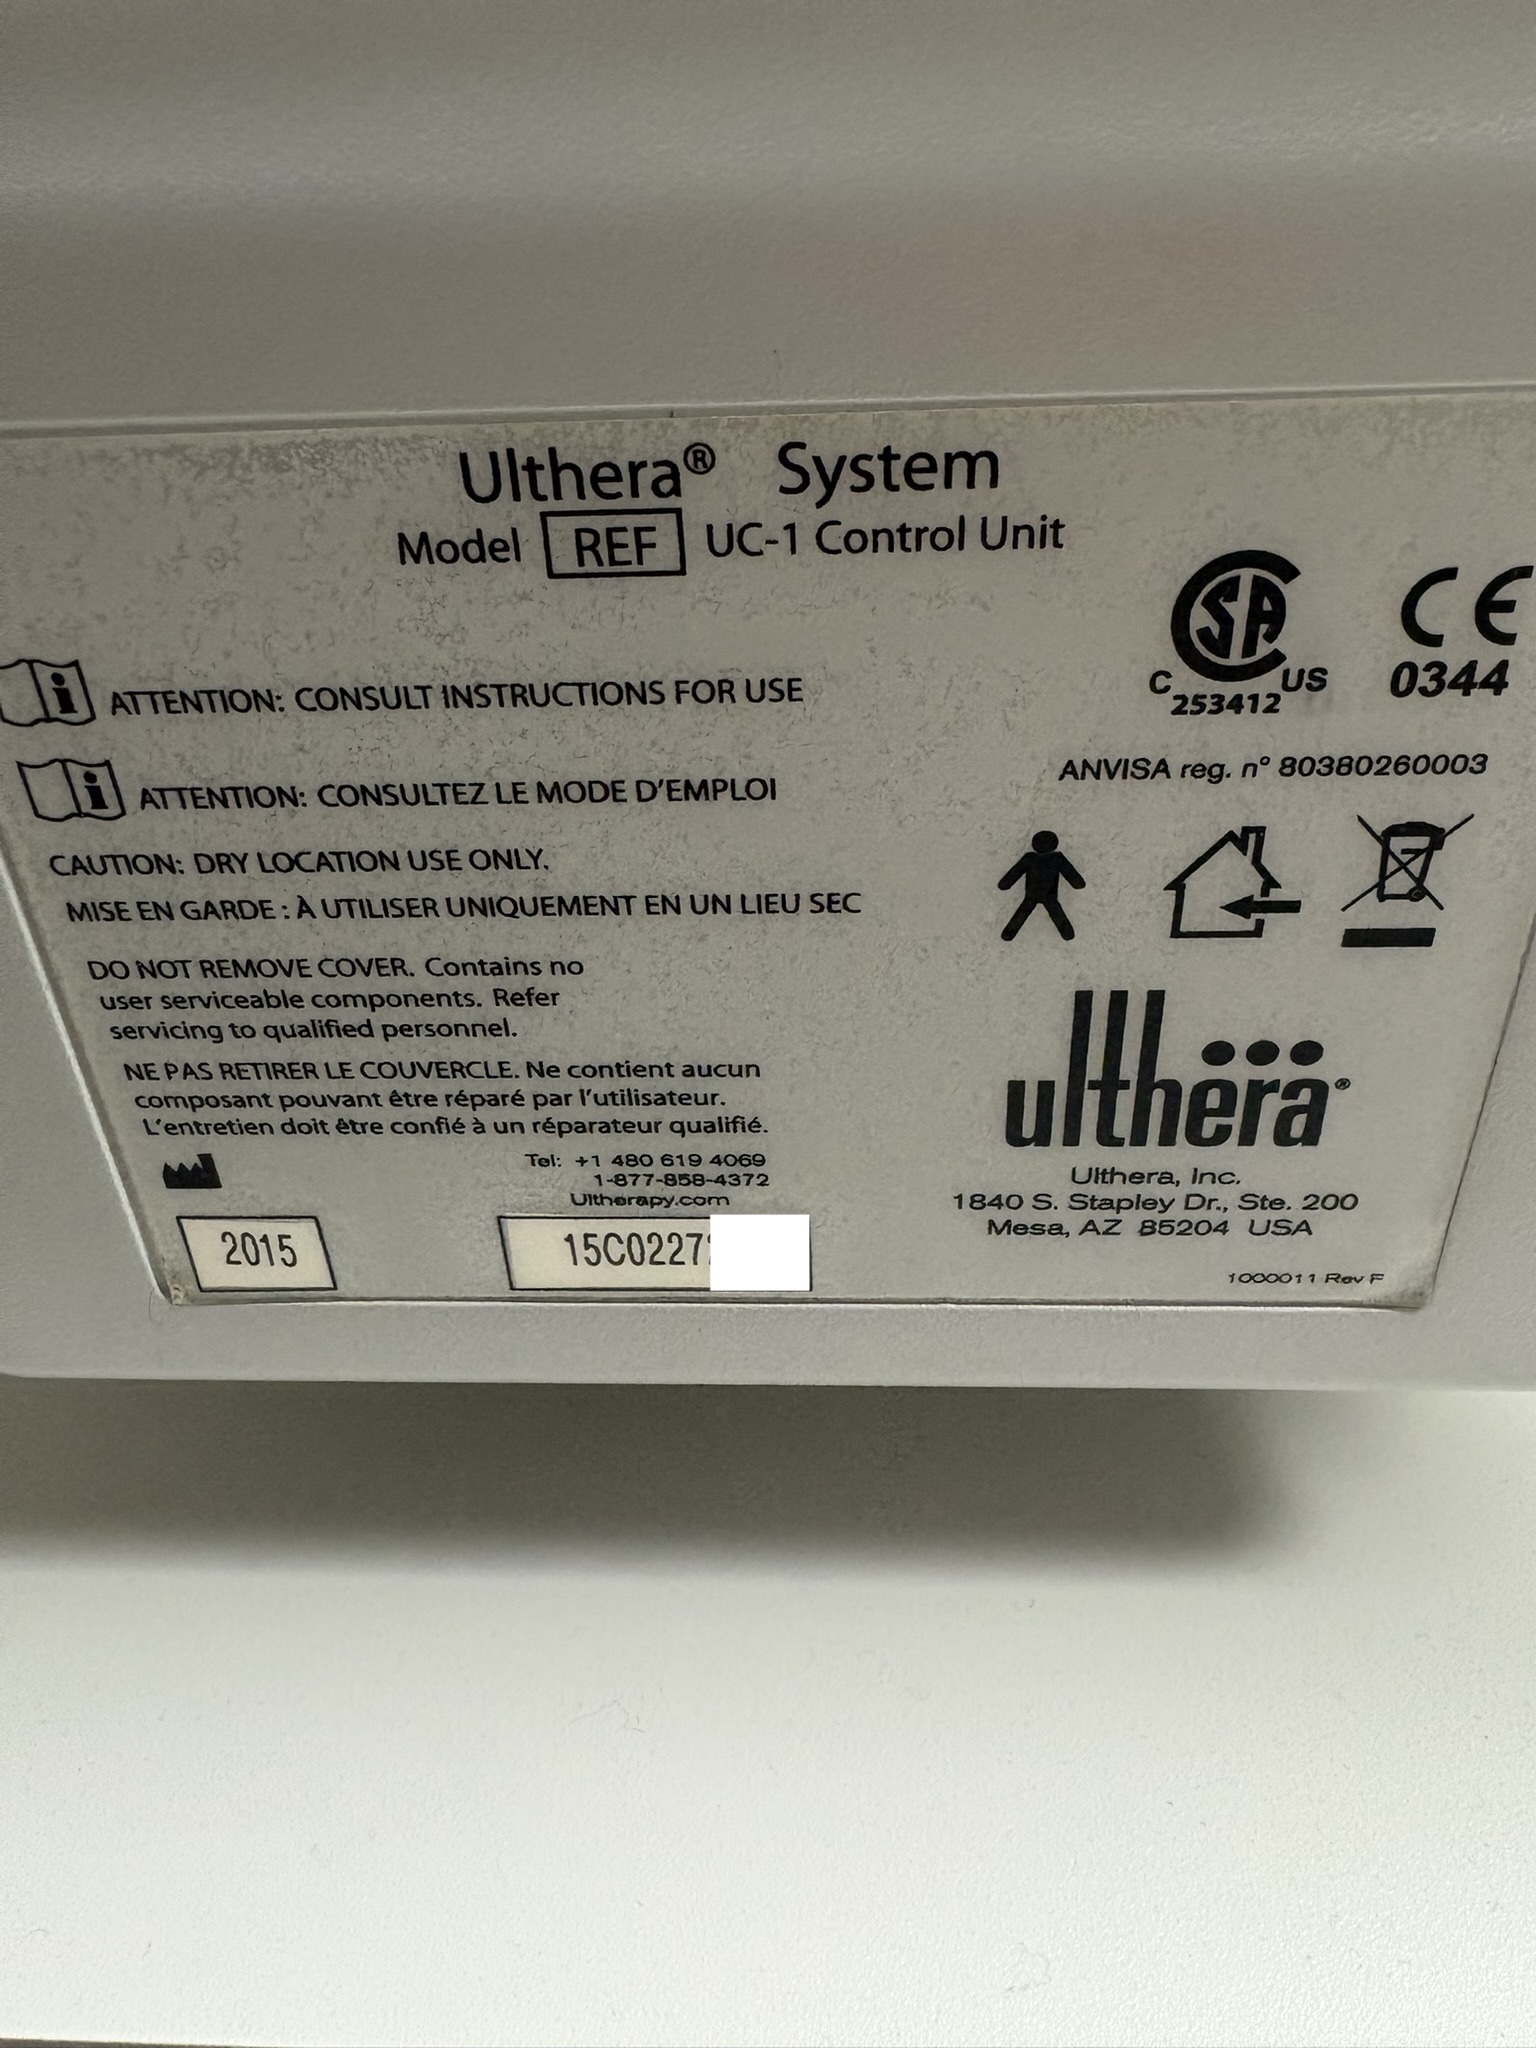 Ulthera® System
Model REF UC-1 Control Unit
ATTENTION: CONSULT INSTRUCTIONS FOR USE
ATTENTION: CONSULTEZ LE MODE D'EMPLOI
CAUTION: DRY LOCATION USE ONLY.
MISE EN GARDE : À UTILISER UNIQUEMENT EN UN LIEU SEC
DO NOT REMOVE COVER. Contains no
user serviceable components. Refer
servicing to qualified personnel.
NE PAS RETIRER LE COUVERCLE. Ne contient aucun
composant pouvant être réparé par l'utilisateur.
L'entretien doit être confié à un réparateur qualifié.
Tel: +1 480 619 4069
1-877-858-4372
Ultherapy.com
2015
15C0227
CSA
C US
253412
CE
0344
ANVISA reg. nº 80380260003
ulthera®
Ulthera, Inc.
1840 S. Stapley Dr., Ste. 200
Mesa, AZ 85204 USA
1000011 Rev F